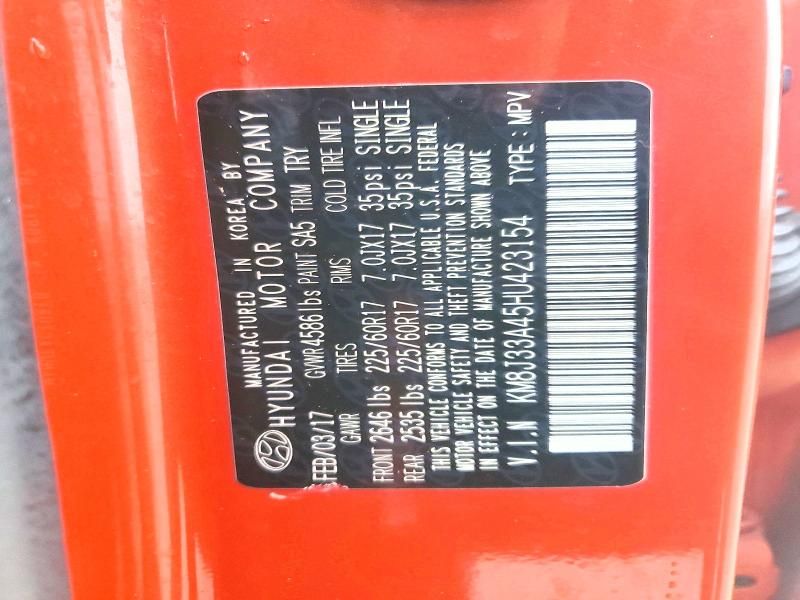 MANUFACTURED IN KOREA BY
HYUNDAI MOTOR COMPANY
FEB/03/17 GVWR 4586 lbs PAINT SA5 TRIM TRY
GAWR TIRES RIMS COLD TIRE INFL
FRONT 2646 lbs 225/60R17 7.0JX17 35psi SINGLE
REAR 2535 lbs 225/60R17 7.0JX17 35psi SINGLE
THIS VEHICLE CONFORMS TO ALL APPLICABLE U.S.A. FEDERAL
MOTOR VEHICLE SAFETY AND THEFT PREVENTION STANDARDS
IN EFFECT ON THE DATE OF MANUFACTURE SHOWN ABOVE
V.I.N KM8J33A45HU423154 TYPE : MPV